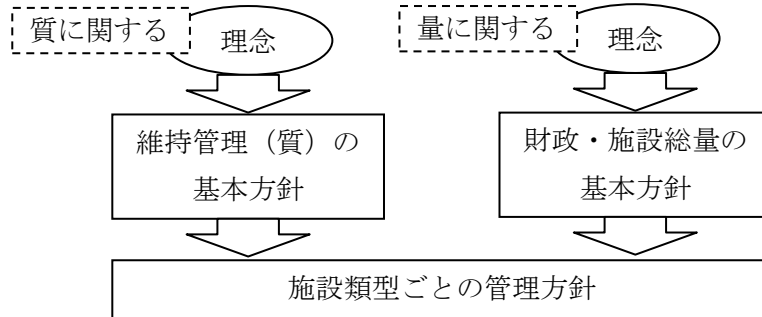 質に関する
理念
量に関する
理念
維持管理（質）の
基本方針
財政・施設総量の
基本方針
施設類型ごとの管理方針